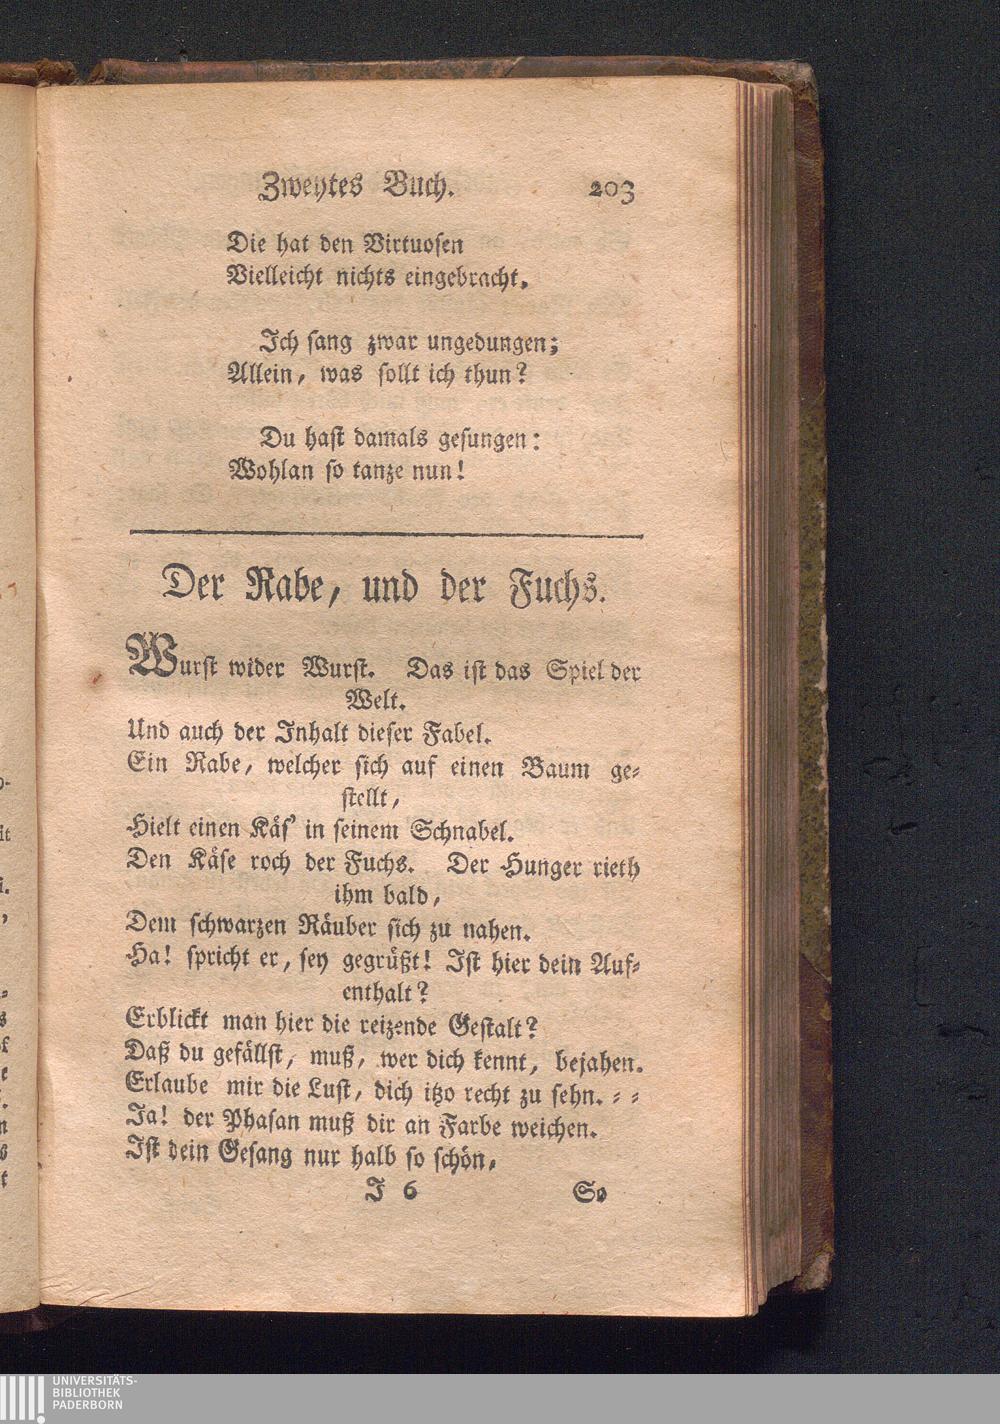 Zweytes Buch. 203
Die hat den Virtuoſen
Vielleicht nichts eingebracht.
Ich ſang zwar ungedungen;
Allein, was ſollt ich thun?
Du haſt damals geſungen:
Wohlan ſo tanze nun!
Der Rabe, und der Fuchs.
Wurſt wider Wurſt. Das iſt das Spiel der
Welt.
Und auch der Inhalt dieſer Fabel.
Ein Rabe, welcher ſich auf einen Baum ge⸗
ſtellt,
Hielt einen Käſ' in ſeinem Schnabel.
Den Käſe roch der Fuchs. Der Hunger rieth
ihm bald,
Dem ſchwarzen Räuber ſich zu nahen.
Ha! ſpricht er, ſey gegrüßt! Iſt hier dein Auf⸗
enthalt?
Erblickt man hier die reizende Geſtalt?
Daß du gefällſt, muß, wer dich kennt, bejahen.
Erlaube mir die Luſt, dich itzo recht zu ſehn. ⸗ ⸗
Ja! der Phaſan muß dir an Farbe weichen.
Iſt dein Geſang nur halb ſo ſchön,
J 6 So
UNIVERSITÄTS-
BIBLIOTHEK
PADERBORN